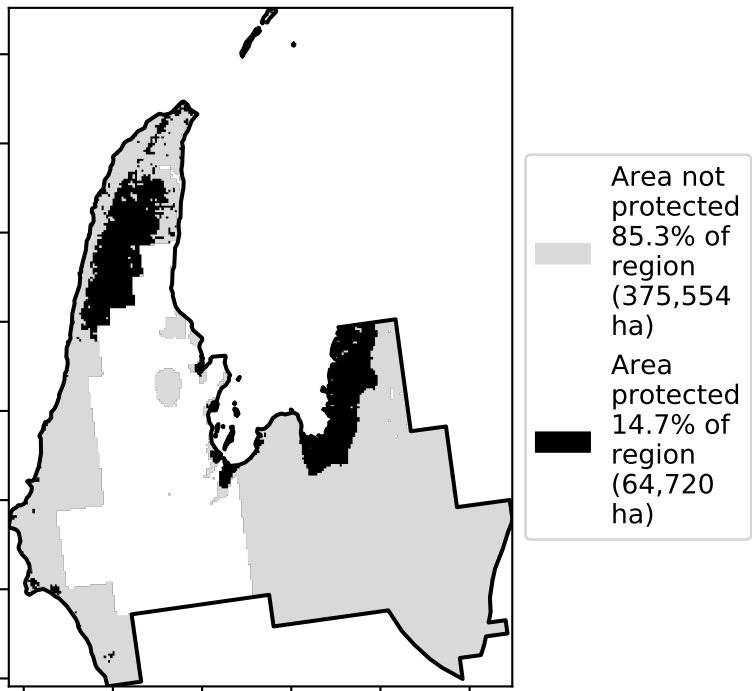 Area not
protected
85.3% of
region
(375,554
ha)
Area
protected
14.7% of
region
(64,720
ha)